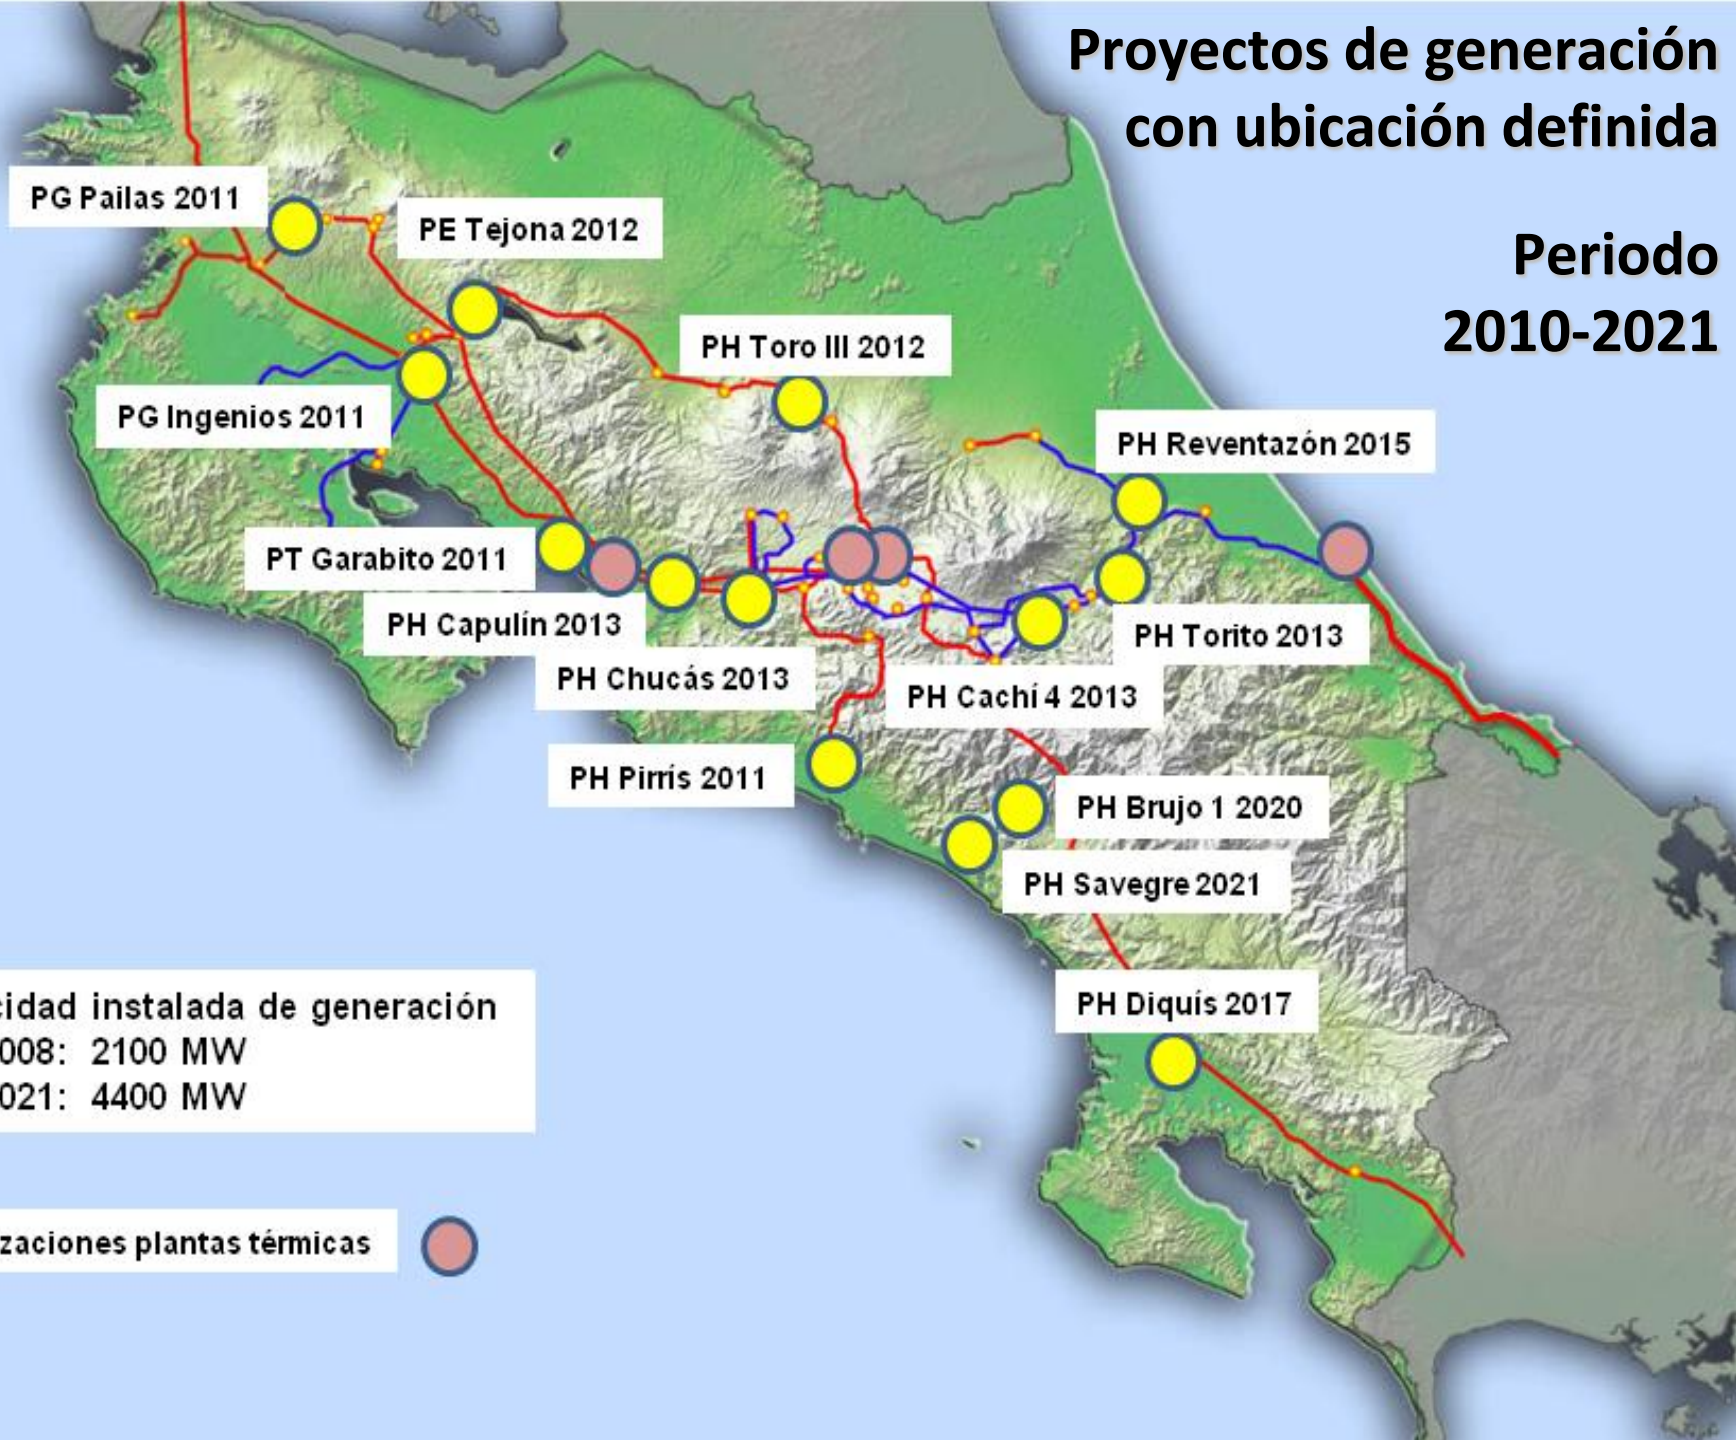 Proyectos de generación
con ubicación definida
Periodo
2010-2021
PG Pailas 2011
PE Tejona 2012
PH Toro III 2012
PG Ingenios 2011
PH Reventazón 2015
PT Garabito 2011
PH Capulín 2013
PH Torito 2013
PH Chucás 2013
PH Cachí 4 2013
PH Pirrís 2011
PH Brujo 1 2020
PH Savegre 2021
PH Diquís 2017
cidad instalada de generación
008: 2100 MW
021: 4400 MW
zaciones plantas térmicas